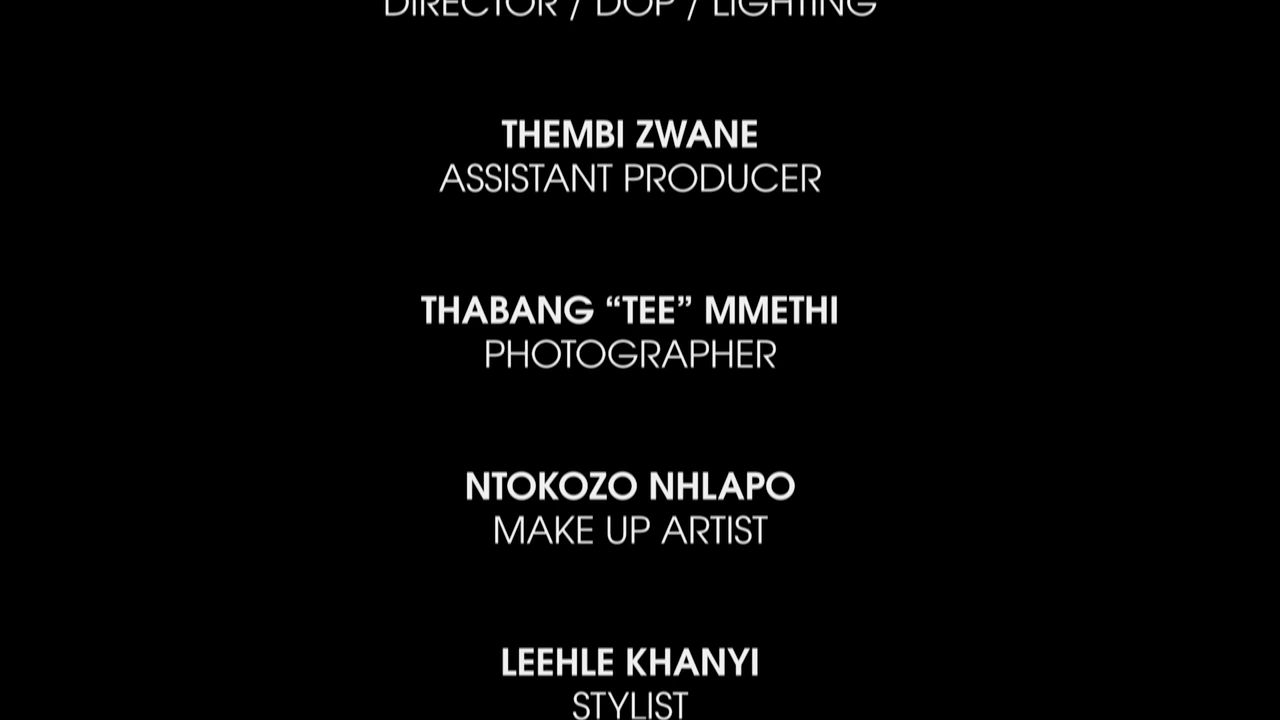 DIRECTOR / DOP / LIGHTING
THEMBI ZWANE
ASSISTANT PRODUCER
THABANG “TEE” MMETHI
PHOTOGRAPHER
NTOKOZO NHLAPO
MAKE UP ARTIST
LEEHLE KHANYI
STYLIST